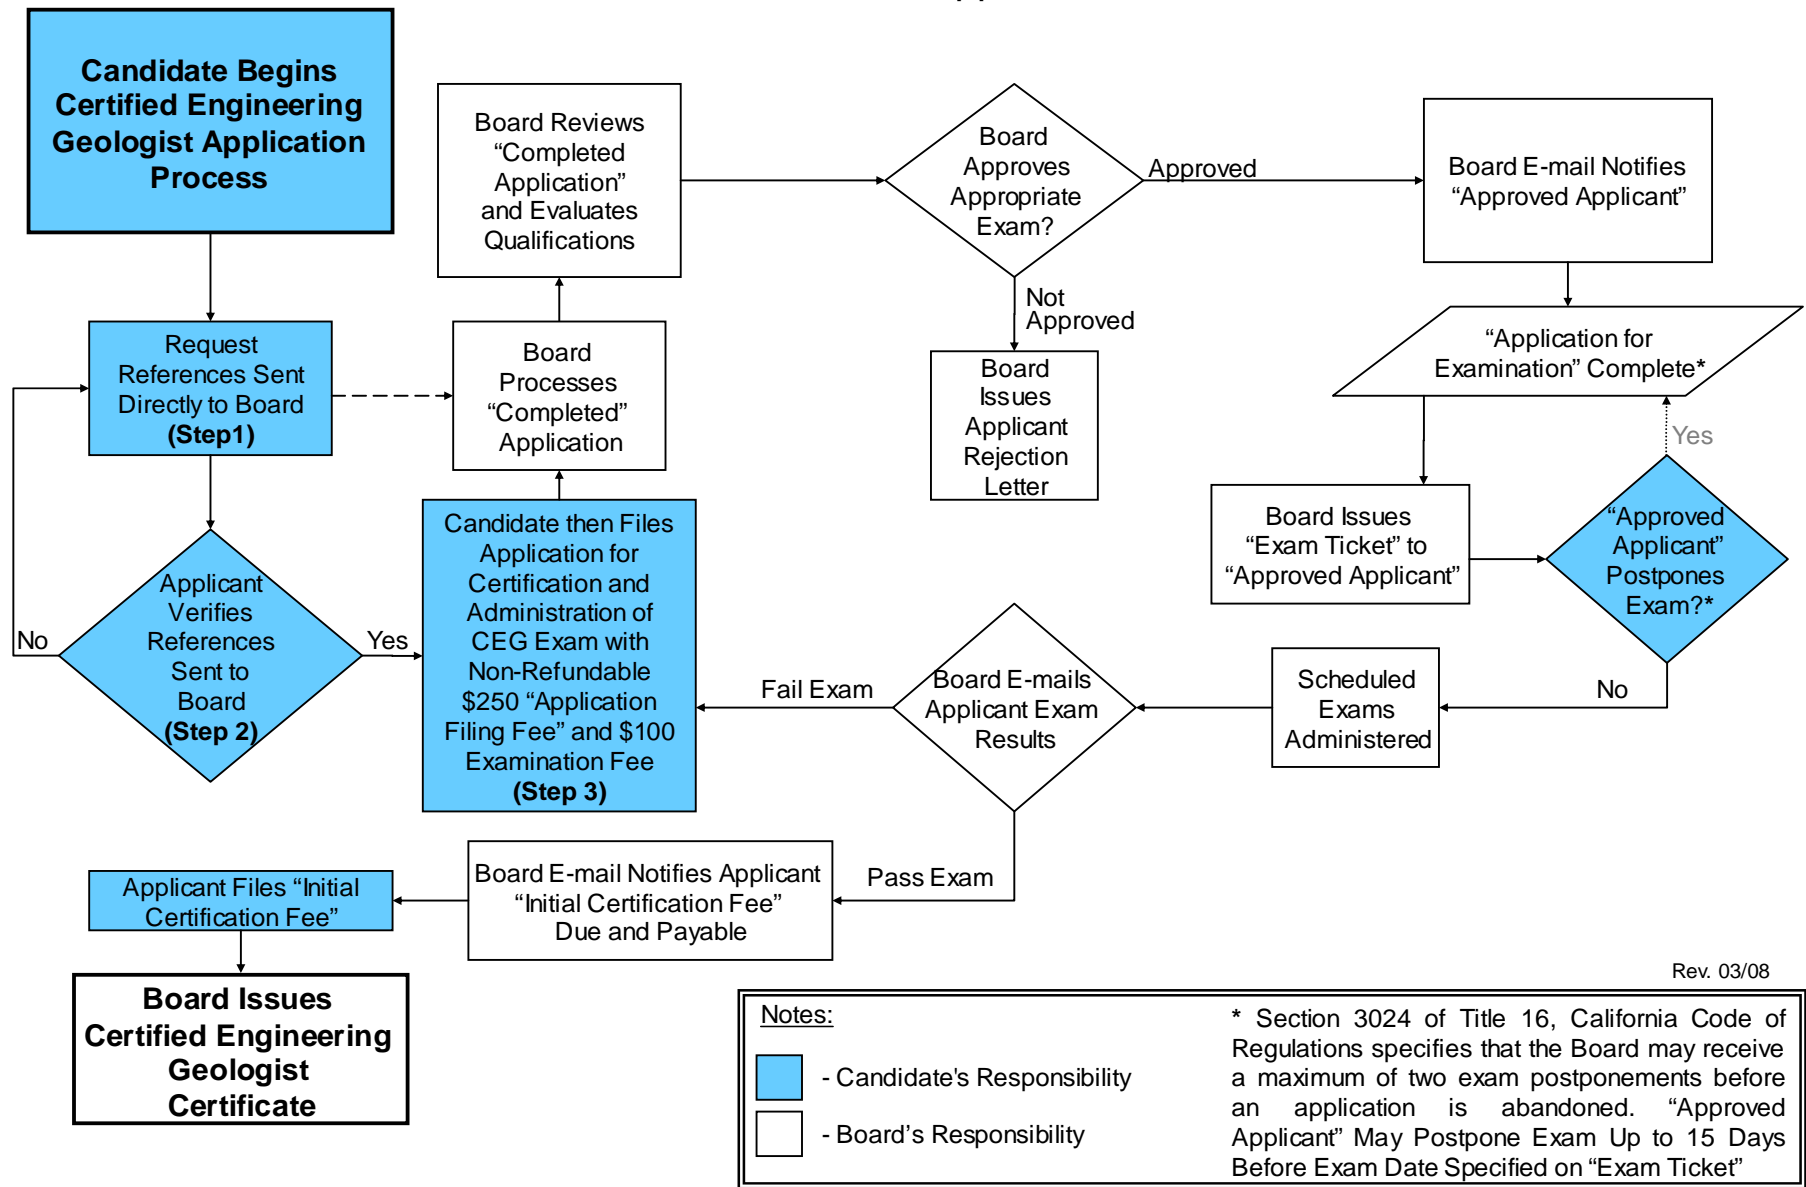 Candidate Begins
Certified Engineering
Geologist Application
Process
Board Reviews
“Completed
Application”
and Evaluates
Qualifications
Board
Approves
Appropriate
Exam?
Approved
Board E-mail Notifies
“Approved Applicant”
Not
Approved
Request
References Sent
Directly to Board
(Step1)
Board
Processes
“Completed”
Application
Board
Issues
Applicant
Rejection
Letter
“Application for
Examination” Complete*
Yes
Board Issues
“Exam Ticket” to
“Approved Applicant”
“Approved
Applicant”
Postpones
Exam?*
Applicant
Verifies
References
Sent to
Board
(Step 2)
No
Yes
Candidate then Files
Application for
Certification and
Administration of
CEG Exam with
Non-Refundable
$250 “Application
Filing Fee” and $100
Examination Fee
(Step 3)
Fail Exam
Board E-mails
Applicant Exam
Results
Scheduled
Exams
Administered
No
Pass Exam
Board E-mail Notifies Applicant
“Initial Certification Fee”
Due and Payable
Applicant Files “Initial
Certification Fee”
Board Issues
Certified Engineering
Geologist
Certificate
Rev. 03/08
Notes:
- Candidate's Responsibility
- Board’s Responsibility
* Section 3024 of Title 16, California Code of
Regulations specifies that the Board may receive
a maximum of two exam postponements before
an application is abandoned. “Approved
Applicant” May Postpone Exam Up to 15 Days
Before Exam Date Specified on “Exam Ticket”